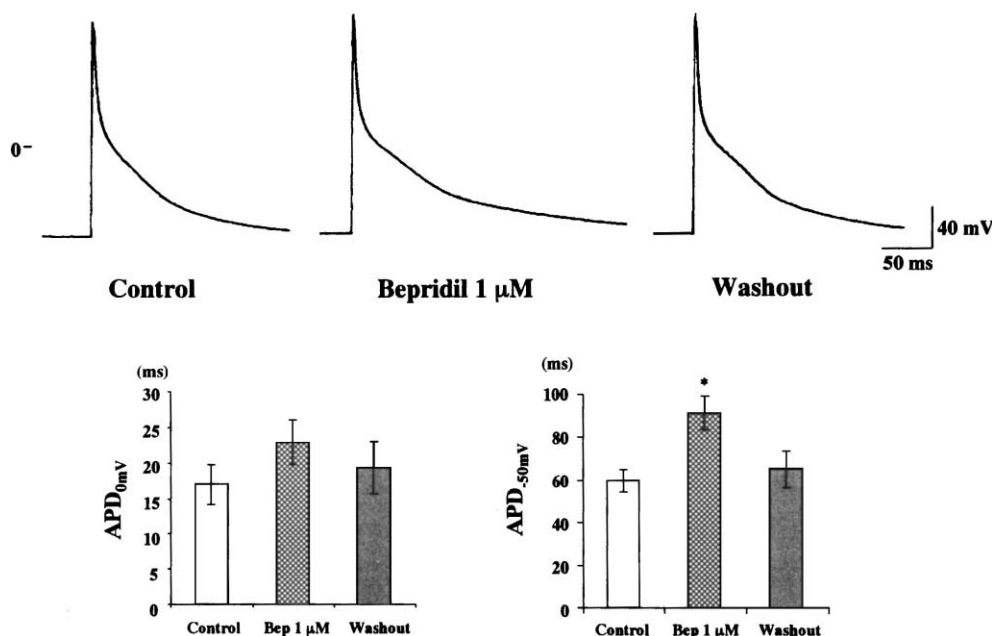 0–
40 mV
50 ms
Control
Bepridil 1 μM
Washout
(ms)
30
25
20
15
10
5
0
APD0mV
Control
Bep 1 μM
Washout
(ms)
100
80
60
40
20
0
APD-50mV
*
Control
Bep 1 μM
Washout